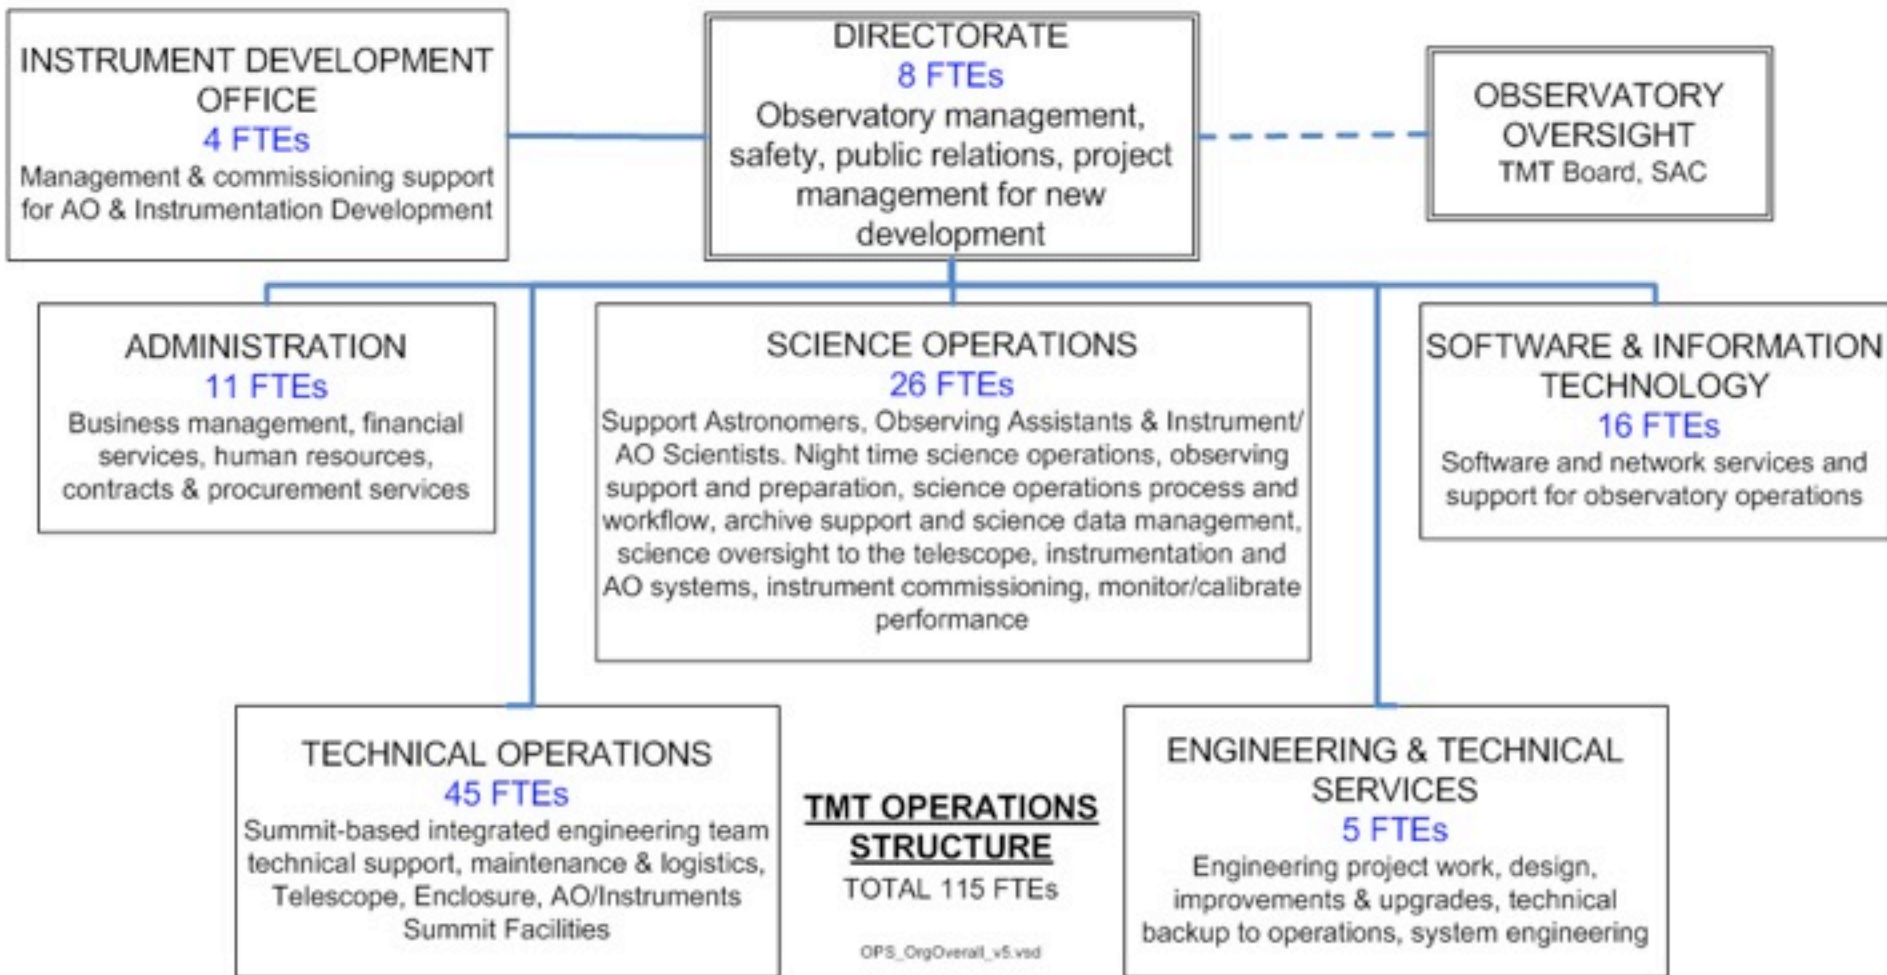 INSTRUMENT DEVELOPMENT
OFFICE
4 FTEs
Management & commissioning support
for AO & Instrumentation Development
DIRECTORATE
8 FTEs
Observatory management,
safety, public relations, project
management for new
development
OBSERVATORY
OVERSIGHT
TMT Board, SAC
ADMINISTRATION
11 FTEs
Business management, financial
services, human resources,
contracts & procurement services
SCIENCE OPERATIONS
26 FTEs
Support Astronomers, Observing Assistants & Instrument/
AO Scientists. Night time science operations, observing
support and preparation, science operations process and
workflow, archive support and science data management,
science oversight to the telescope, instrumentation and
AO systems, instrument commissioning, monitor/calibrate
performance
SOFTWARE & INFORMATION
TECHNOLOGY
16 FTEs
Software and network services and
support for observatory operations
TECHNICAL OPERATIONS
45 FTEs
Summit-based integrated engineering team
technical support, maintenance & logistics,
Telescope, Enclosure, AO/Instruments
Summit Facilities
TMT OPERATIONS
STRUCTURE
TOTAL 115 FTEs
OPS_OrgOverall_v5.vsd
ENGINEERING & TECHNICAL
SERVICES
5 FTEs
Engineering project work, design,
improvements & upgrades, technical
backup to operations, system engineering